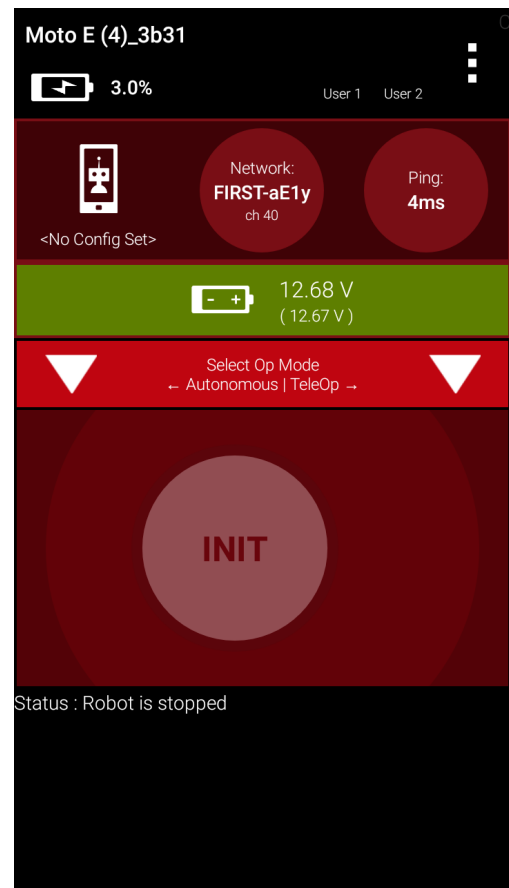 Moto E (4)_3b31
3.0%
User 1 User 2
Network:
FIRST-aE1y
ch 40
Ping:
4ms
<No Config Set>
12.68 V
( 12.67 V )
Select Op Mode
← Autonomous | TeleOp →
INIT
Status : Robot is stopped